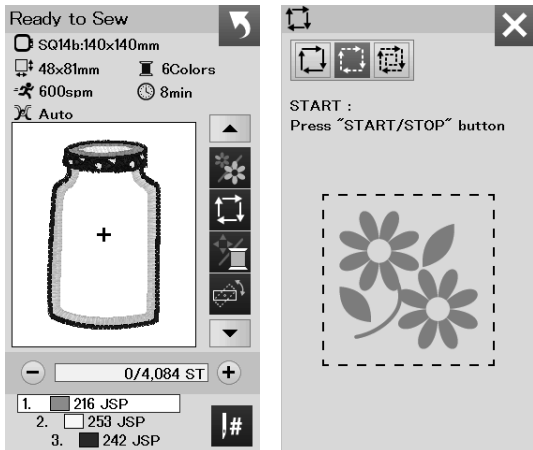 Ready to Sew
SQ14b:140x140mm
48x81mm 6Colors
600spm 8min
Auto
0/4,084 ST
1. 216 JSP
2. 253 JSP
3. 242 JSP
#
START :
Press "START/STOP" button